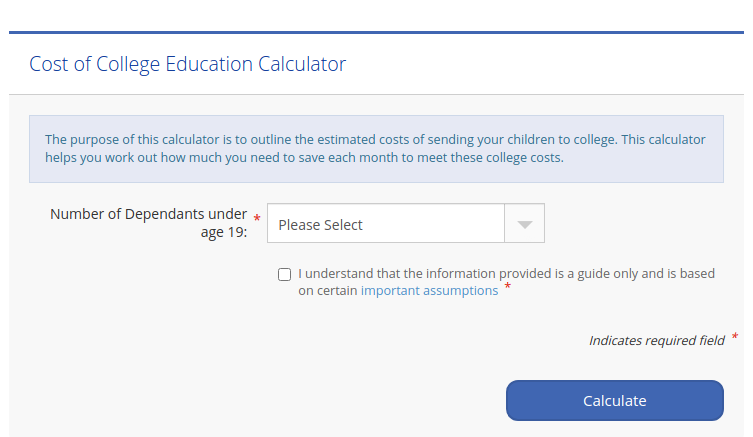 Cost of College Education Calculator
The purpose of this calculator is to outline the estimated costs of sending your children to college. This calculator
helps you work out how much you need to save each month to meet these college costs.
Number of Dependants under *
age 19:
Please Select
I understand that the information provided is a guide only and is based
on certain important assumptions *
Indicates required field *
Calculate